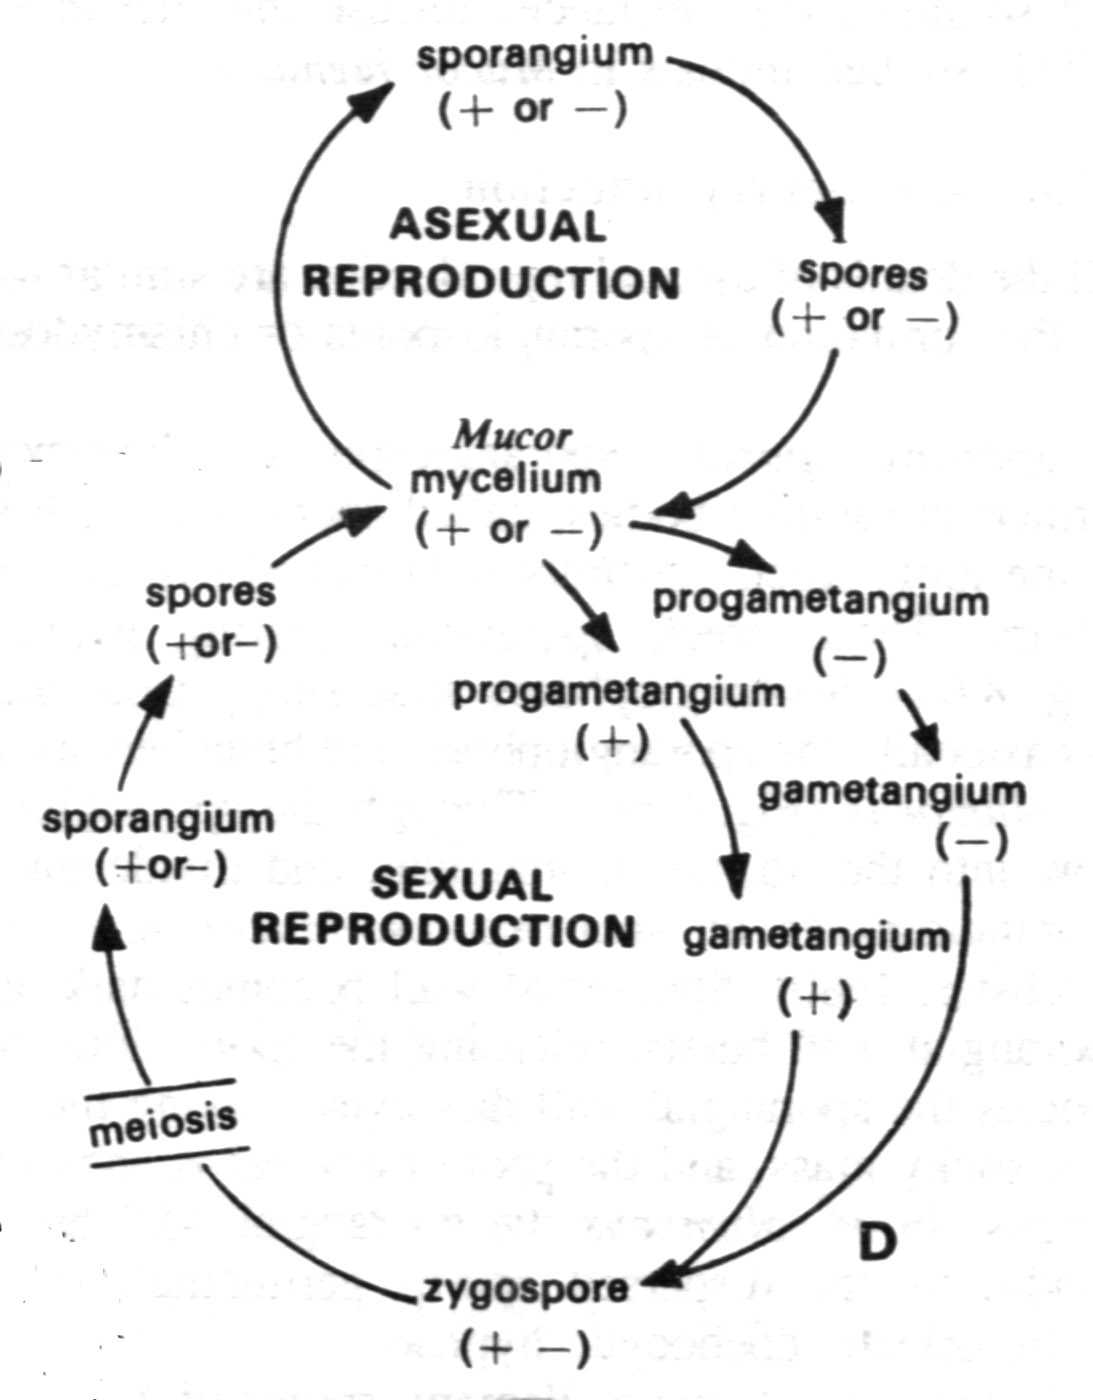 sporangium
(+ or −)
ASEXUAL
REPRODUCTION
spores
(+ or −)
Mucor
mycelium
(+ or −)
spores
(+or−)
progametangium
(−)
progametangium
(+)
gametangium
(−)
sporangium
(+or−)
SEXUAL
REPRODUCTION
gametangium
(+)
meiosis
D
zygospore
(+ −)